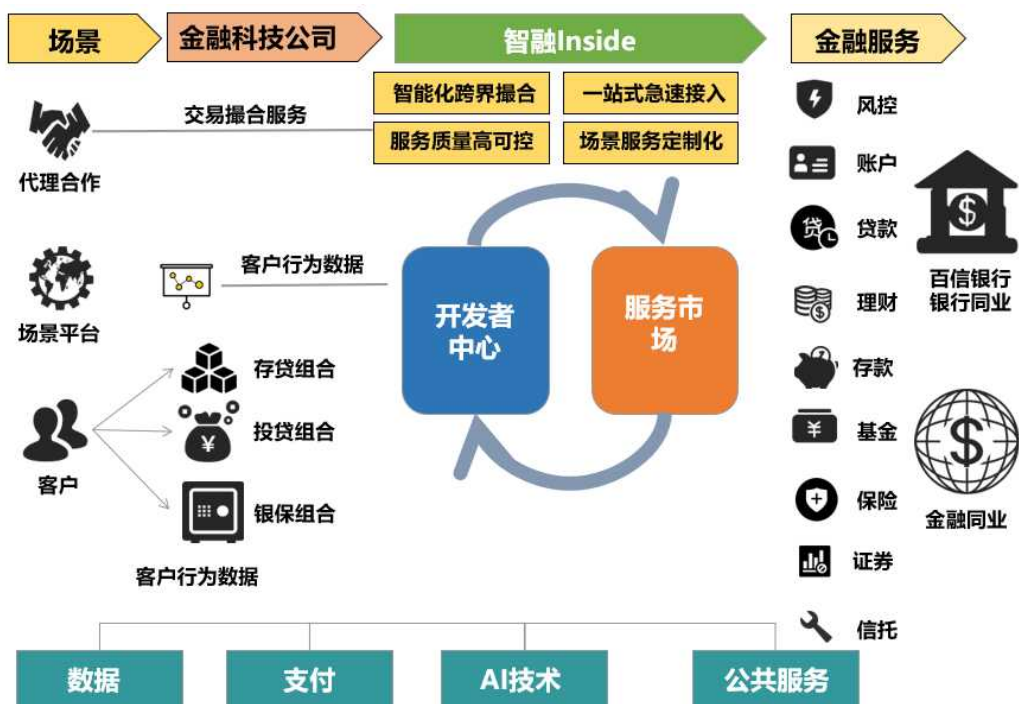 场景
金融科技公司
智融Inside
金融服务
智能化跨界撮合
一站式急速接入
服务质量高可控
场景服务定制化
交易撮合服务
代理合作
客户行为数据
场景平台
开发者
中心
服务市
场
存贷组合
投贷组合
银保组合
客户
客户行为数据
风控
账户
贷
贷款
理财
存款
基金
保险
证券
信托
$
百信银行
银行同业
$
金融同业
¥
¥
$
数据
支付
AI技术
公共服务